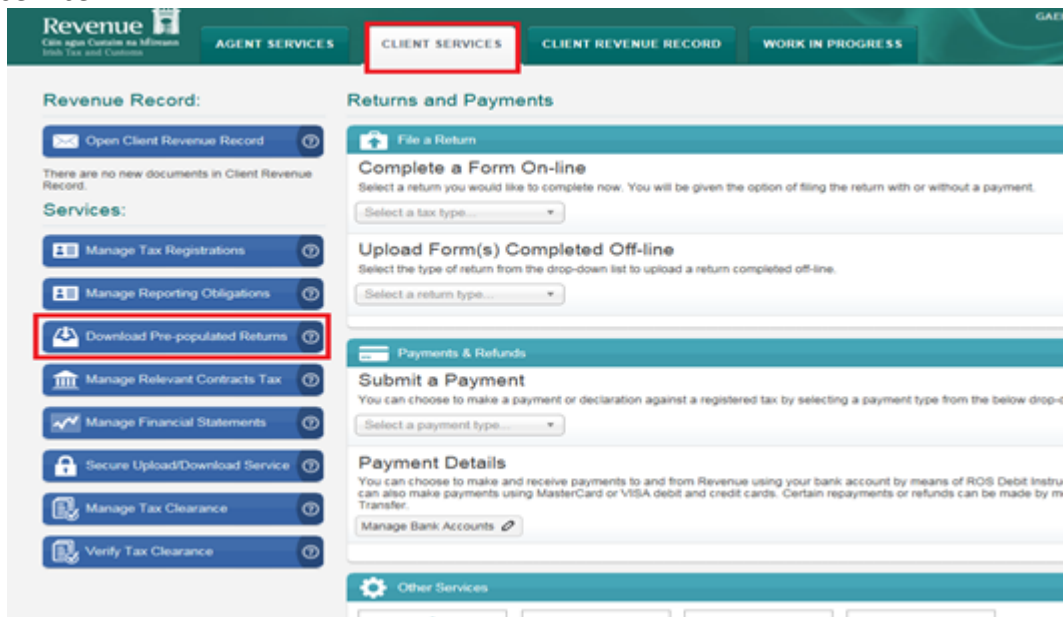 GAEI
Revenue
Cáin agus Custaim na hÉireann
Irish Tax and Customs
AGENT SERVICES
CLIENT SERVICES
CLIENT REVENUE RECORD
WORK IN PROGRESS
Revenue Record:
Open Client Revenue Record
There are no new documents in Client Revenue
Record.
Services:
Manage Tax Registrations
Manage Reporting Obligations
Download Pre-populated Returns
Manage Relevant Contracts Tax
Manage Financial Statements
Secure Upload/Download Service
Manage Tax Clearance
Verify Tax Clearance
Returns and Payments
File a Return
Complete a Form On-line
Select a return you would like to complete now. You will be given the option of filing the return with or without a payment.
Select a tax type...
Upload Form(s) Completed Off-line
Select the type of return from the drop-down list to upload a return completed off-line.
Select a return type...
Payments & Refunds
Submit a Payment
You can choose to make a payment or declaration against a registered tax by selecting a payment type from the below drop-d
Select a payment type...
Payment Details
You can choose to make and receive payments to and from Revenue using your bank account by means of ROS Debit Instru
can also make payments using MasterCard or VISA debit and credit cards. Certain repayments or refunds can be made by me
Transfer.
Manage Bank Accounts
Other Services